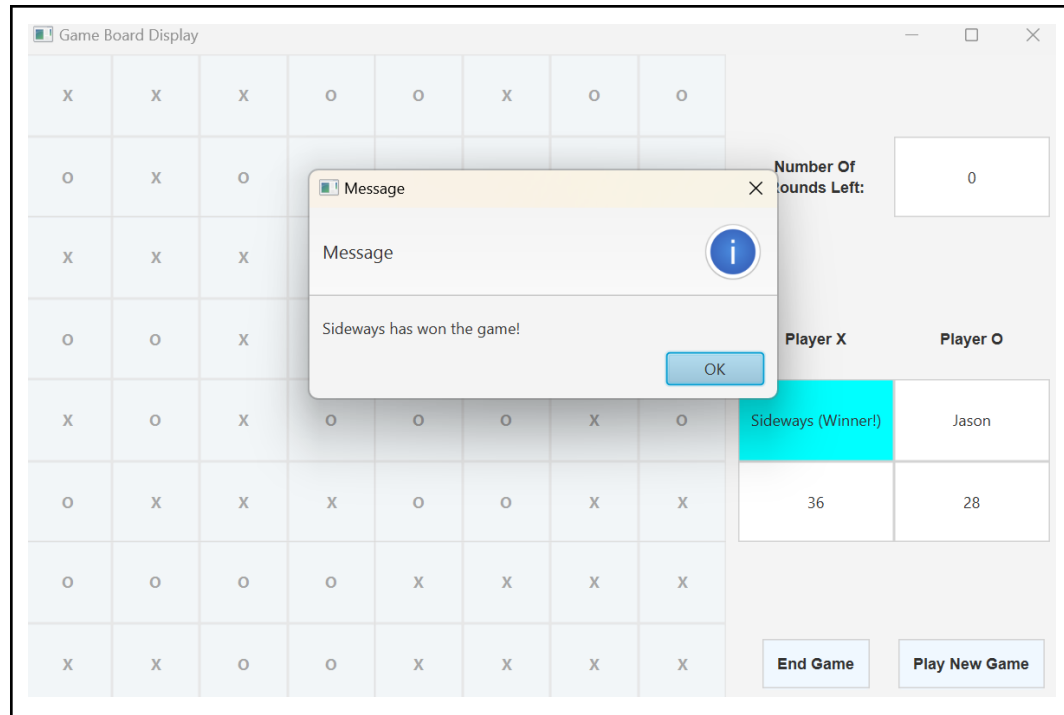 Game Board Display
X X X O O X O O
O X O
Number Of
Rounds Left:
0
Message
X X X
Message
i
O O X
Sideways has won the game!
Player X Player O
OK
X O X O O O X O
Sideways (Winner!) Jason
O X X X O O X X
36 28
O O O O X X X X
X X O O X X X X
End Game Play New Game